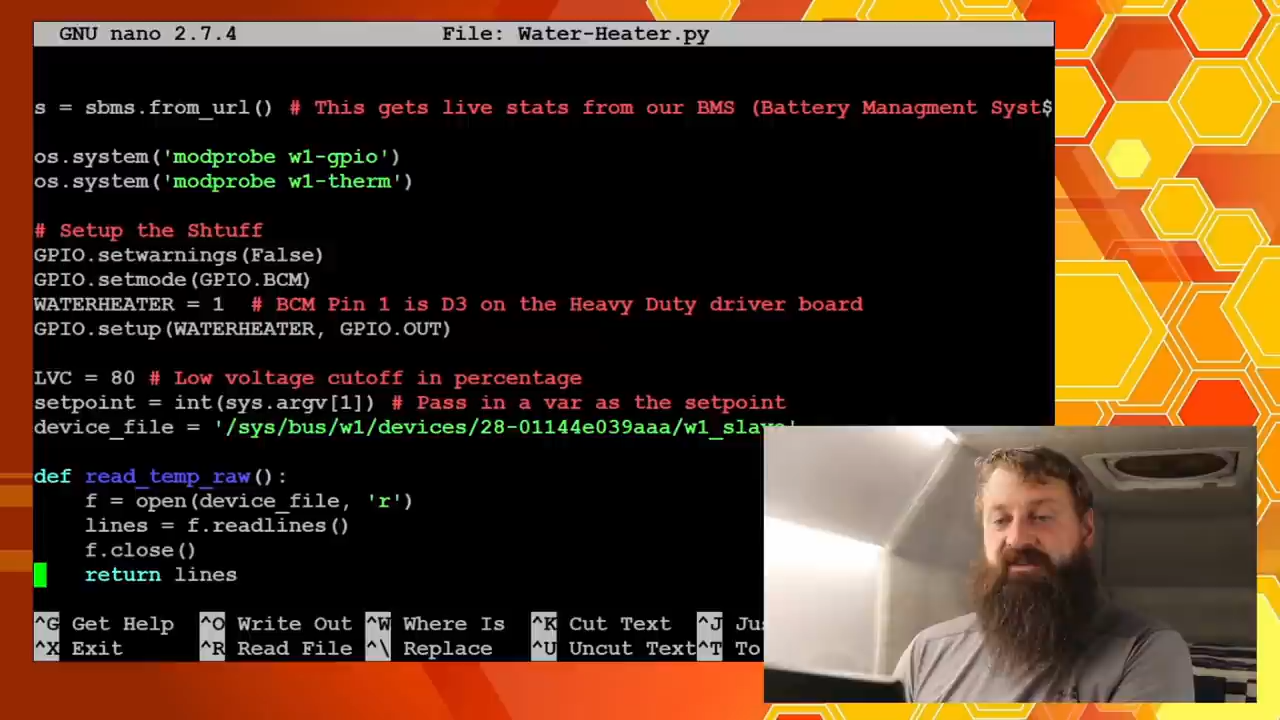 GNU nano 2.7.4 File: Water-Heater.py
s = sbms.from_url() # This gets live stats from our BMS (Battery Managment Syst$
os.system('modprobe w1-gpio')
os.system('modprobe w1-therm')
# Setup the Shtuff
GPIO.setwarnings(False)
GPIO.setmode(GPIO.BCM)
WATERHEATER = 1  # BCM Pin 1 is D3 on the Heavy Duty driver board
GPIO.setup(WATERHEATER, GPIO.OUT)
LVC = 80 # Low voltage cutoff in percentage
setpoint = int(sys.argv[1]) # Pass in a var as the setpoint
device_file = '/sys/bus/w1/devices/28-01144e039aaa/w1_slave'
def read_temp_raw():
    f = open(device_file, 'r')
    lines = f.readlines()
    f.close()
    return lines
^G Get Help ^O Write Out ^W Where Is ^K Cut Text ^J Jus
^X Exit ^R Read File ^\ Replace ^U Uncut Text ^T To